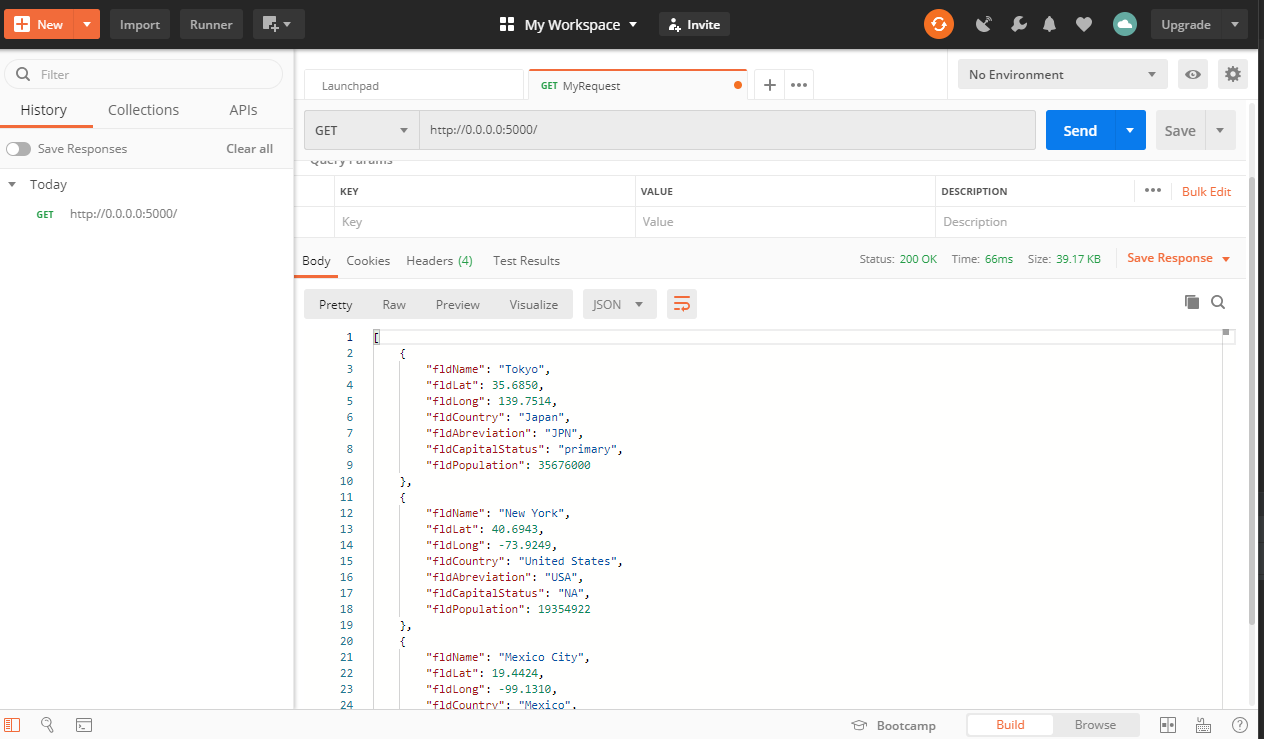 New Import Runner My Workspace Invite Upgrade
Filter
History Collections APIs
Save Responses Clear all
Today
GET http://0.0.0.0:5000/
Launchpad GET MyRequest No Environment
GET http://0.0.0.0:5000/ Send Save
Query Params
KEY VALUE DESCRIPTION Bulk Edit
Key Value Description
Body Cookies Headers (4) Test Results Status: 200 OK Time: 66ms Size: 39.17 KB Save Response
Pretty Raw Preview Visualize JSON
1 [
2 {
3 "fldName": "Tokyo",
4 "fldLat": 35.6850,
5 "fldLong": 139.7514,
6 "fldCountry": "Japan",
7 "fldAbreviation": "JPN",
8 "fldCapitalStatus": "primary",
9 "fldPopulation": 35676000
10 },
11 {
12 "fldName": "New York",
13 "fldLat": 40.6943,
14 "fldLong": -73.9249,
15 "fldCountry": "United States",
16 "fldAbreviation": "USA",
17 "fldCapitalStatus": "NA",
18 "fldPopulation": 19354922
19 },
20 {
21 "fldName": "Mexico City",
22 "fldLat": 19.4424,
23 "fldLong": -99.1310,
24 "fldCountry": "Mexico",
Bootcamp Build Browse